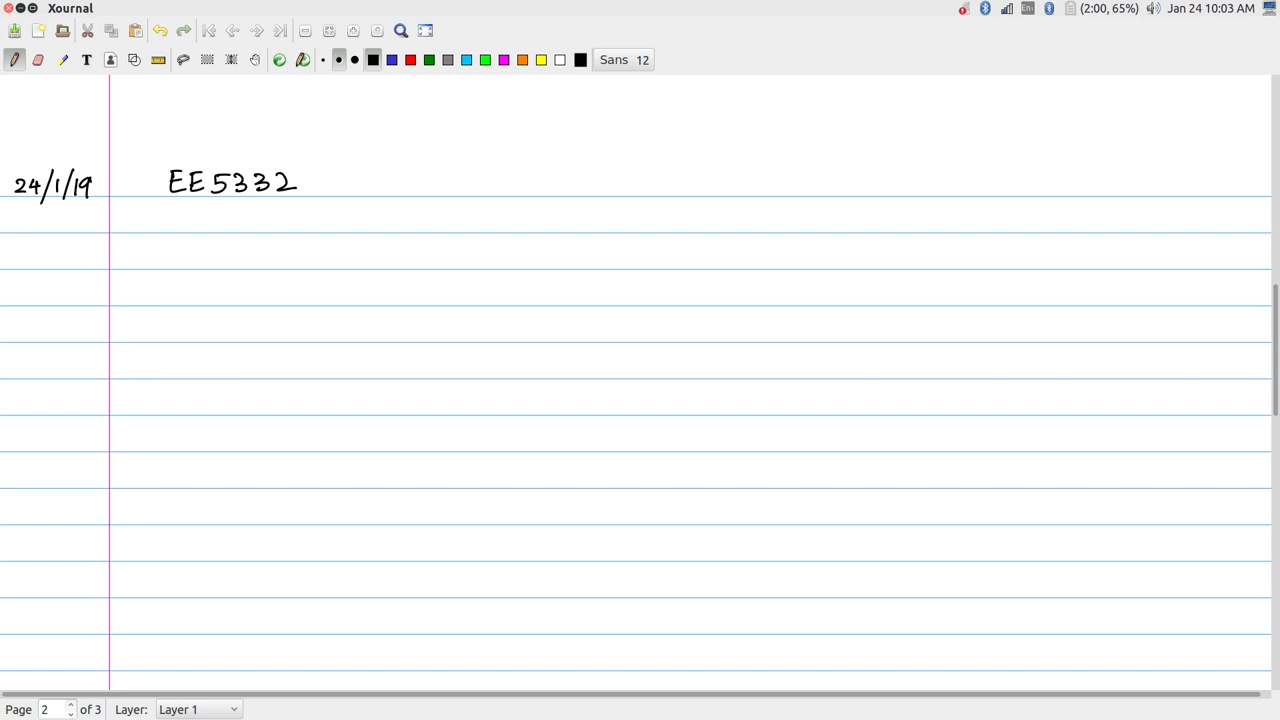 Xournal
En
(2:00, 65%)
Jan 24 10:03 AM
T
Sans 12
24/1/19 EE5332
Page 2 of 3 Layer: Layer 1